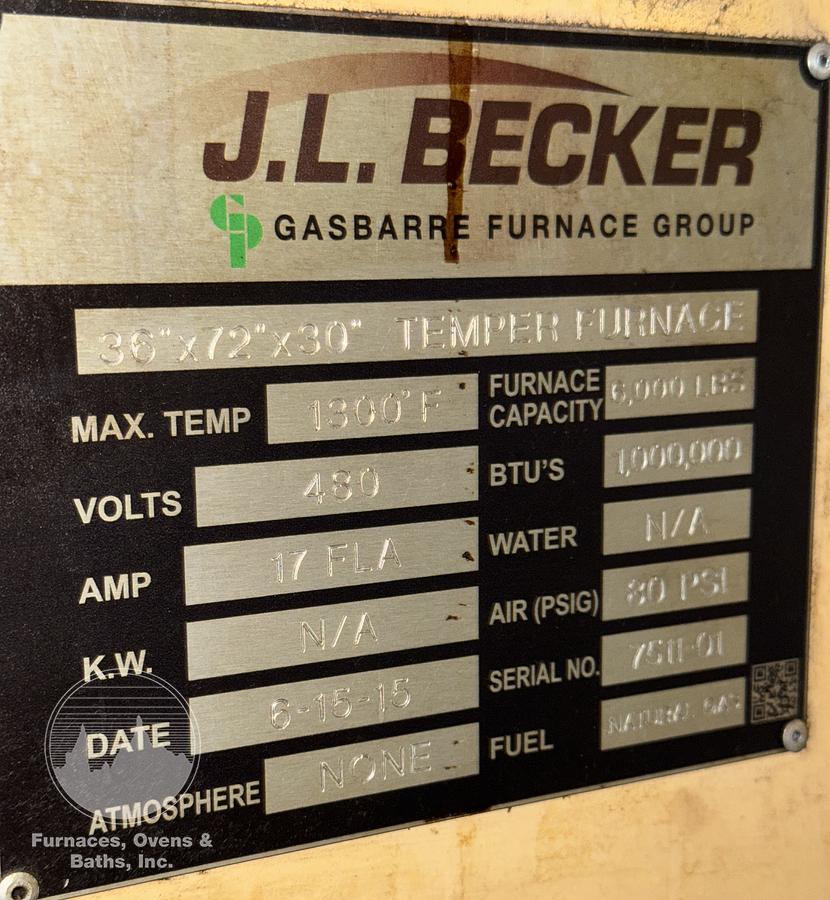 J.L. BECKER
GASBARRE FURNACE GROUP
36"x72"x30" TEMPER FURNACE
MAX. TEMP 1300°F
FURNACE CAPACITY 6,000 LBS
VOLTS 480
BTU'S 1,000,000
AMP 17 FLA
WATER N/A
K.W. N/A
AIR (PSIG) 80 PSI
DATE 6-15-15
SERIAL NO. 7511-01
ATMOSPHERE NONE
FUEL NATURAL GAS
Furnaces, Ovens &
Baths, Inc.